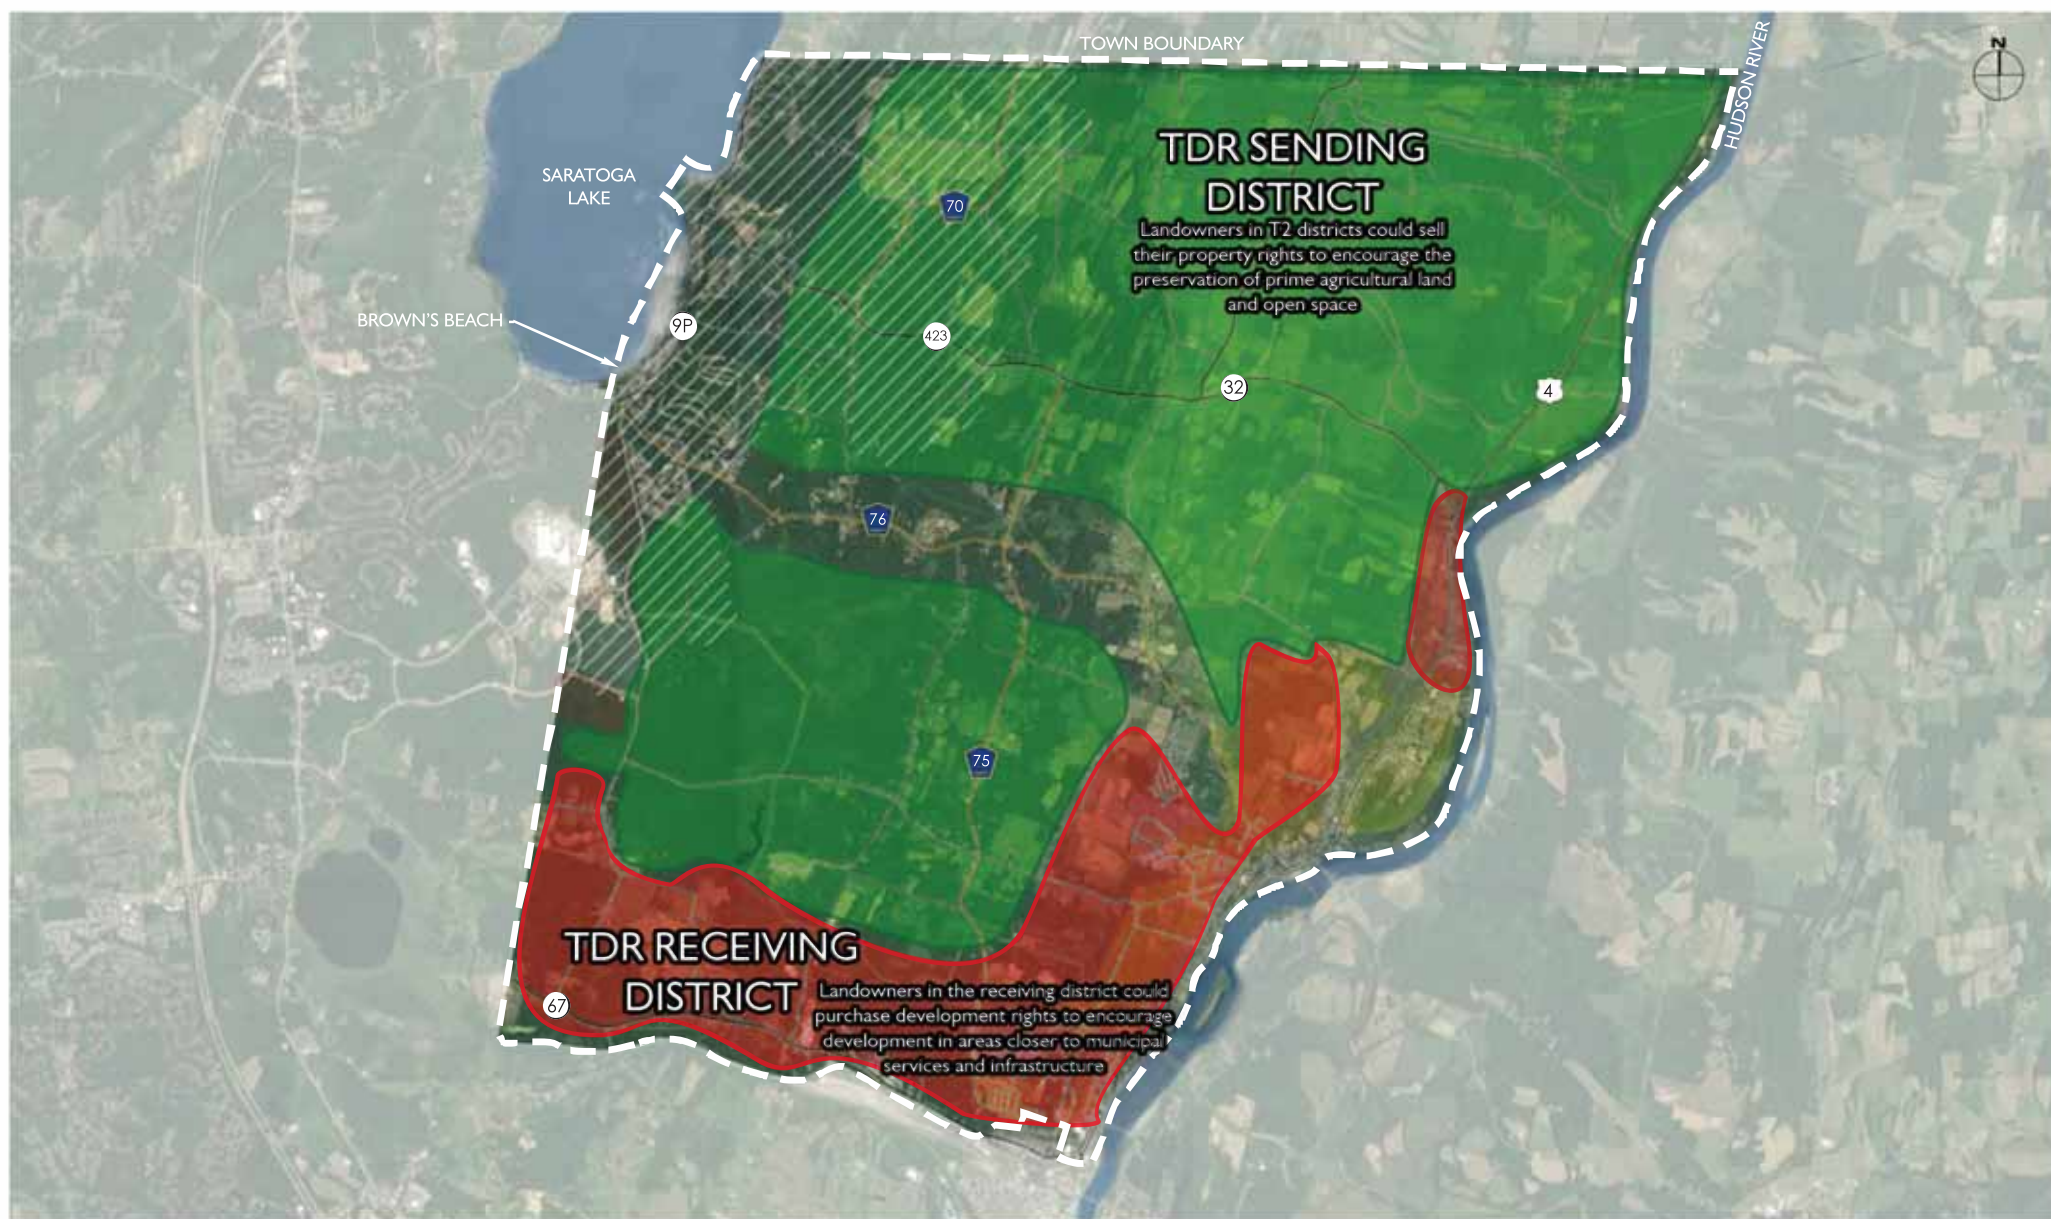 TOWN BOUNDARY
N
HUDSON RIVER
TDR SENDING
DISTRICT
Landowners in T2 districts could sell
their property rights to encourage the
preservation of prime agricultural land
and open space
SARATOGA
LAKE
70
BROWN'S BEACH
9P
423
32
4
76
75
TDR RECEIVING
DISTRICT
Landowners in the receiving district could
purchase development rights to encourage
development in areas closer to municipal
services and infrastructure
67